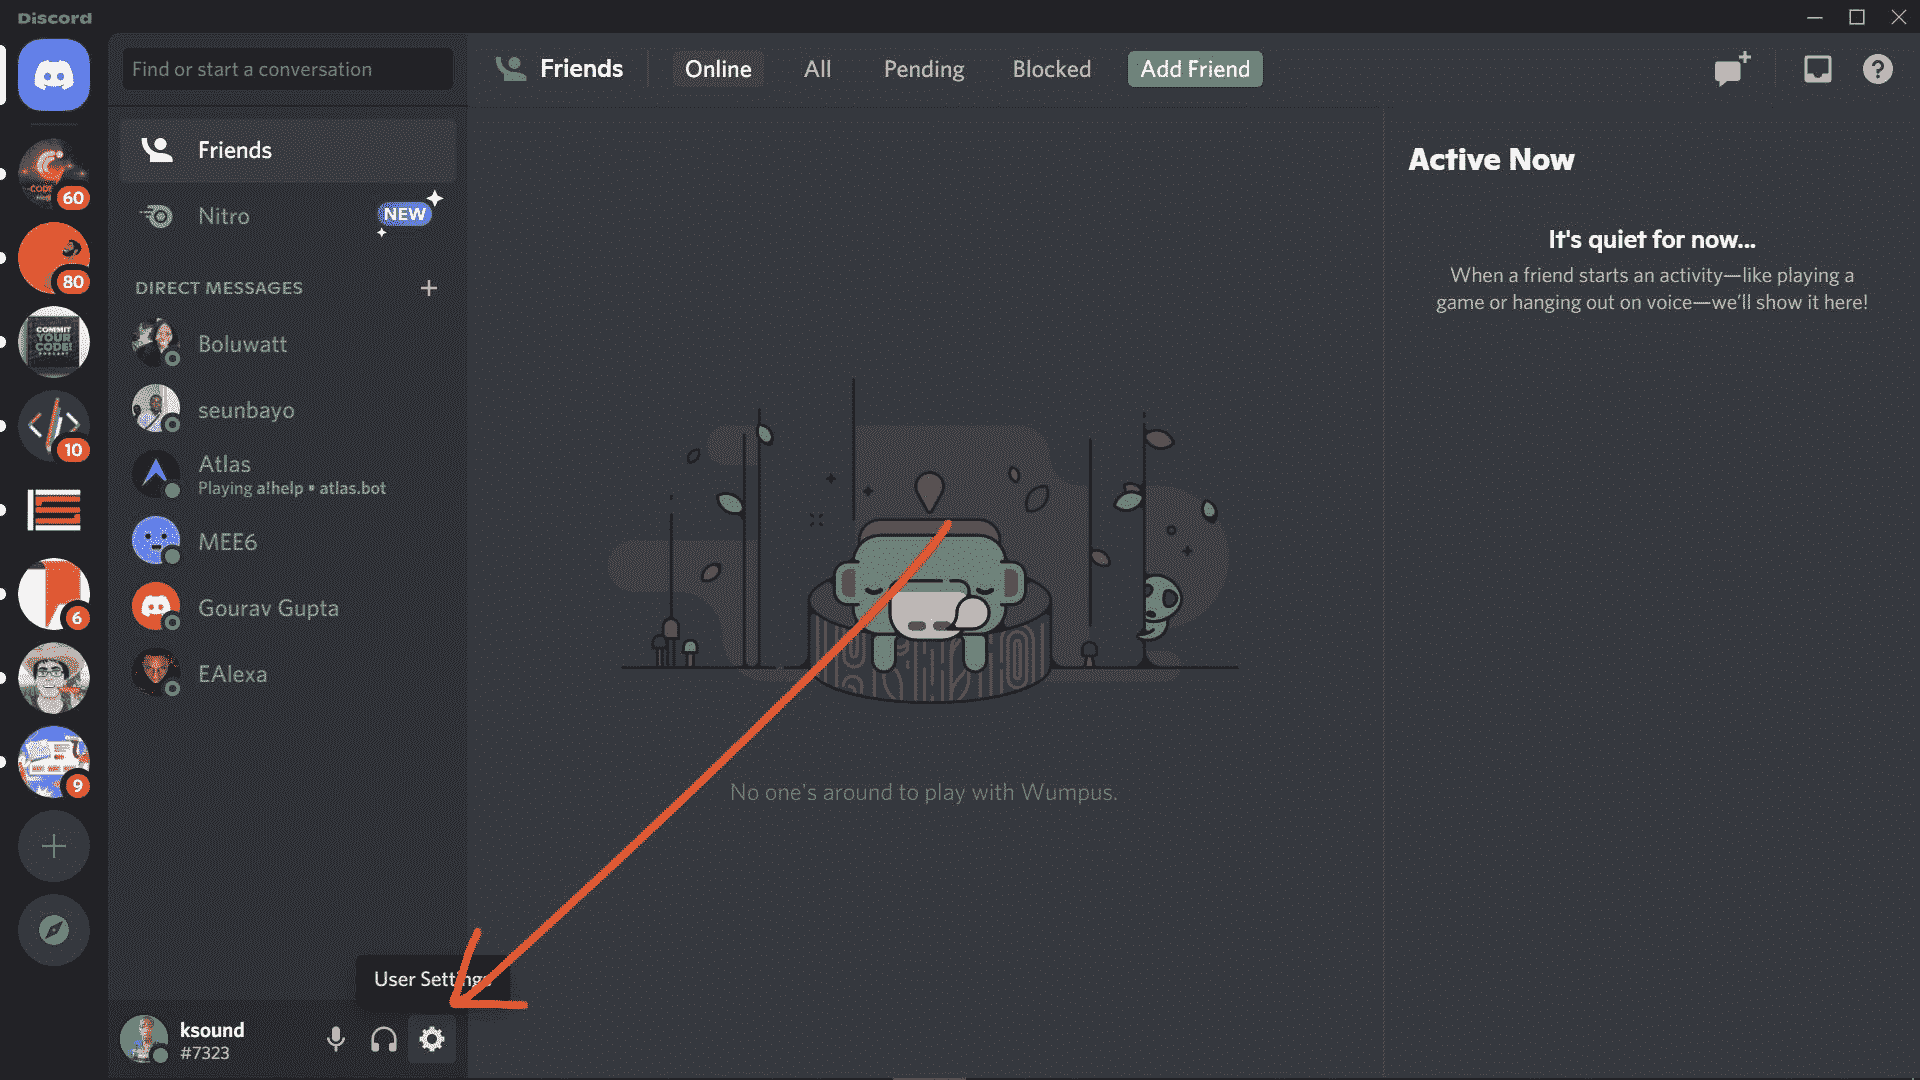 Discord
Find or start a conversation
Friends
Online
All
Pending
Blocked
Add Friend
Friends
Nitro
NEW
DIRECT MESSAGES
Boluwatt
seunbayo
Atlas
Playing a!help • atlas.bot
MEE6
Gourav Gupta
EAlexa
60
80
COMMIT
YOUR
CODE!
PODCAST
10
6
9
Active Now
It's quiet for now...
When a friend starts an activity—like playing a
game or hanging out on voice—we'll show it here!
No one's around to play with Wumpus.
User Settings
ksound
#7323